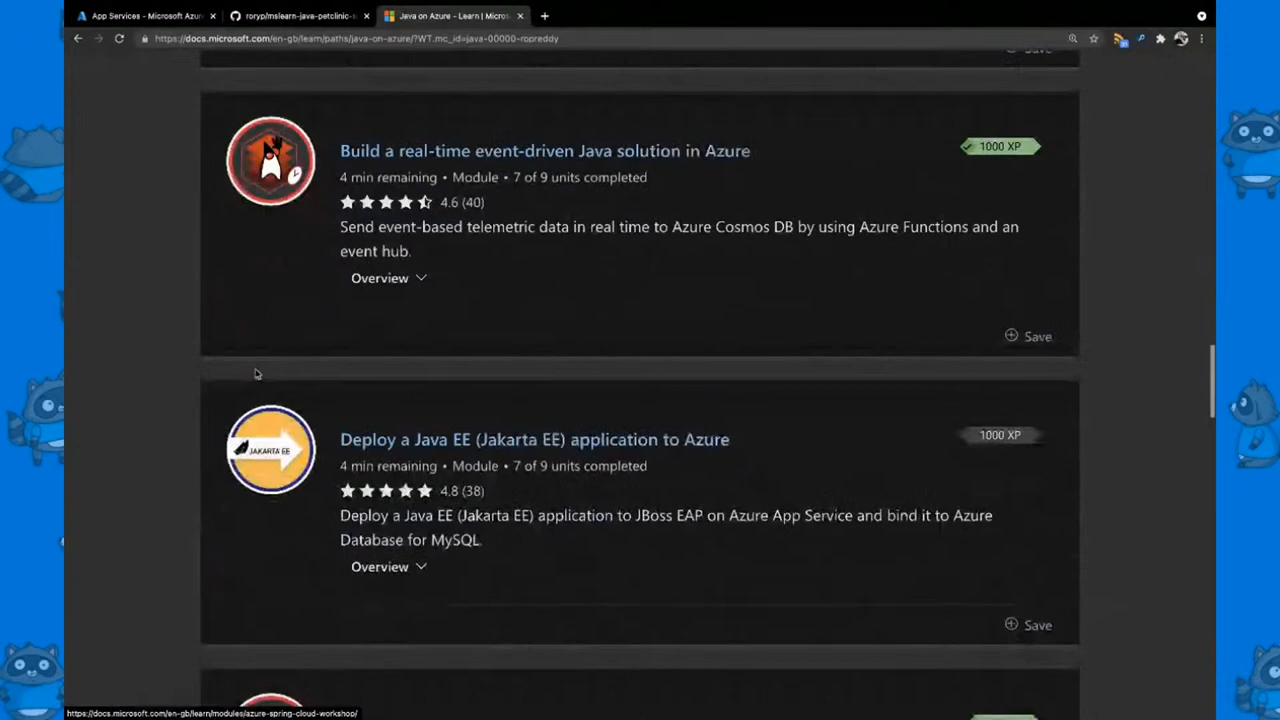 App Services - Microsoft Azur
roryp/mslearn-java-petclinic-s
Java on Azure - Learn | Micros
https://docs.microsoft.com/en-gb/learn/paths/java-on-azure/?WT.mc_id=java-00000-ropreddy
Save
Build a real-time event-driven Java solution in Azure
1000 XP
4 min remaining • Module • 7 of 9 units completed
4.6 (40)
Send event-based telemetric data in real time to Azure Cosmos DB by using Azure Functions and an
event hub.
Overview
Save
JAKARTA EE
Deploy a Java EE (Jakarta EE) application to Azure
1000 XP
4 min remaining • Module • 7 of 9 units completed
4.8 (38)
Deploy a Java EE (Jakarta EE) application to JBoss EAP on Azure App Service and bind it to Azure
Database for MySQL.
Overview
Save
https://docs.microsoft.com/en-gb/learn/modules/azure-spring-cloud-workshop/